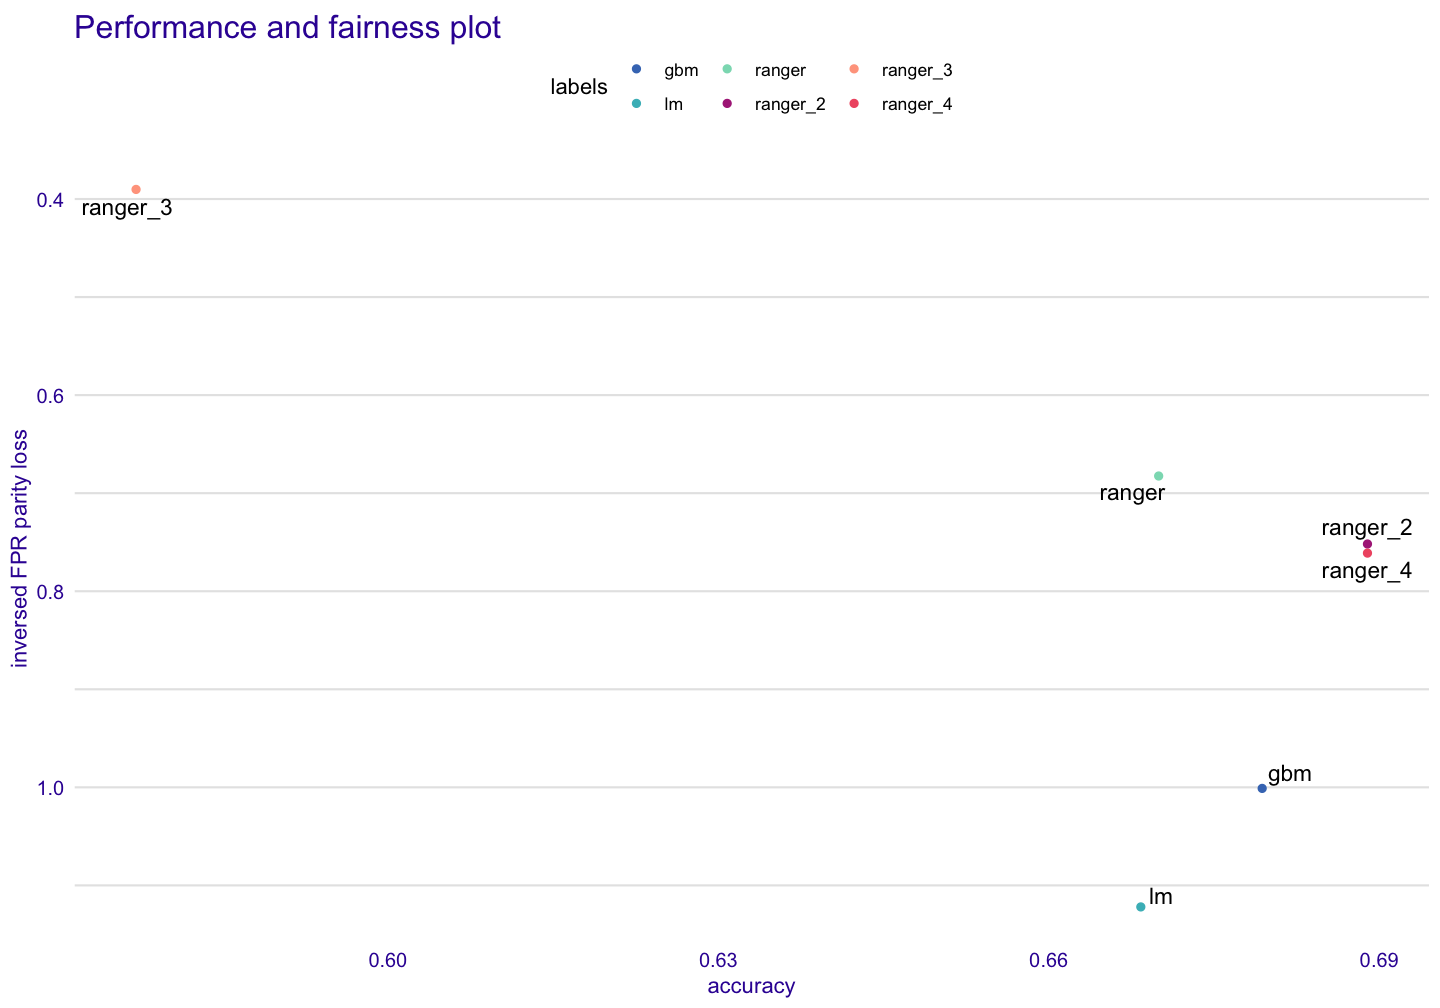 Performance and fairness plot
labels
gbm
ranger
ranger_3
lm
ranger_2
ranger_4
inversed FPR parity loss
0.4
0.6
0.8
1.0
ranger_3
ranger
ranger_2
ranger_4
gbm
lm
0.60
0.63
0.66
0.69
accuracy